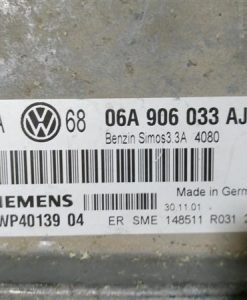 A VW 68 06A 906 033 AJ
Benzin Simos3.3A 4080
Made in Germ
SIEMENS 30.11.01
WP40139 04 ER SME 148511 R031